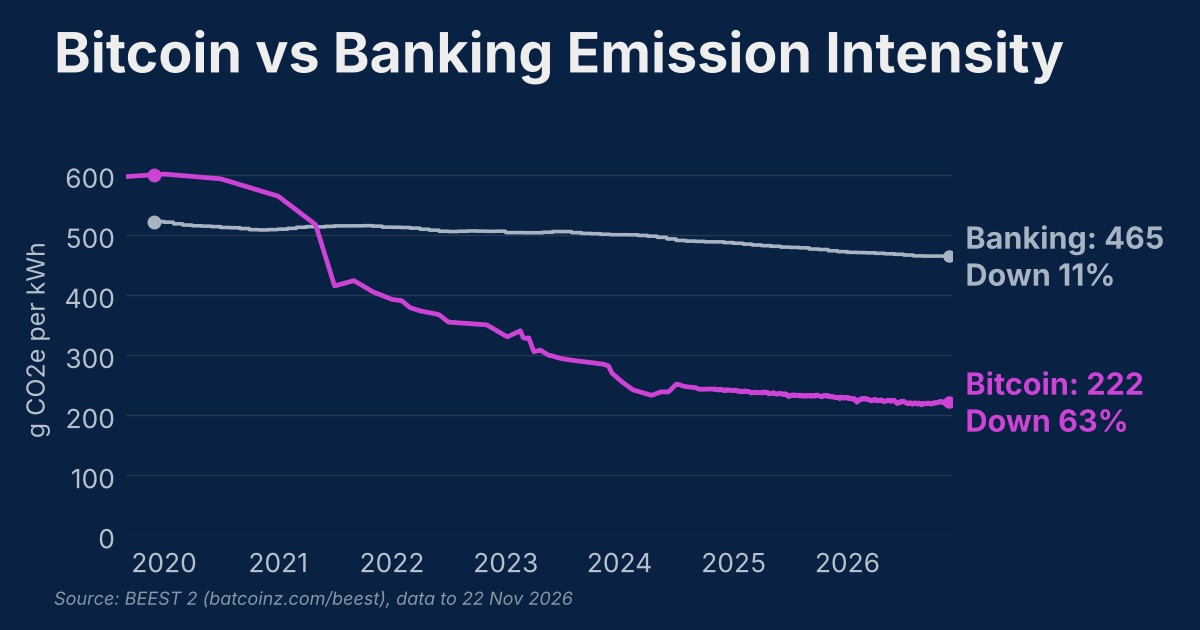 Bitcoin vs Banking Emission Intensity
g CO2e per kWh
600
500
400
300
200
100
0
Banking: 465
Down 11%
Bitcoin: 222
Down 63%
2020 2021 2022 2023 2024 2025 2026
Source: BEEST 2 (batcoinz.com/beest), data to 22 Nov 2026